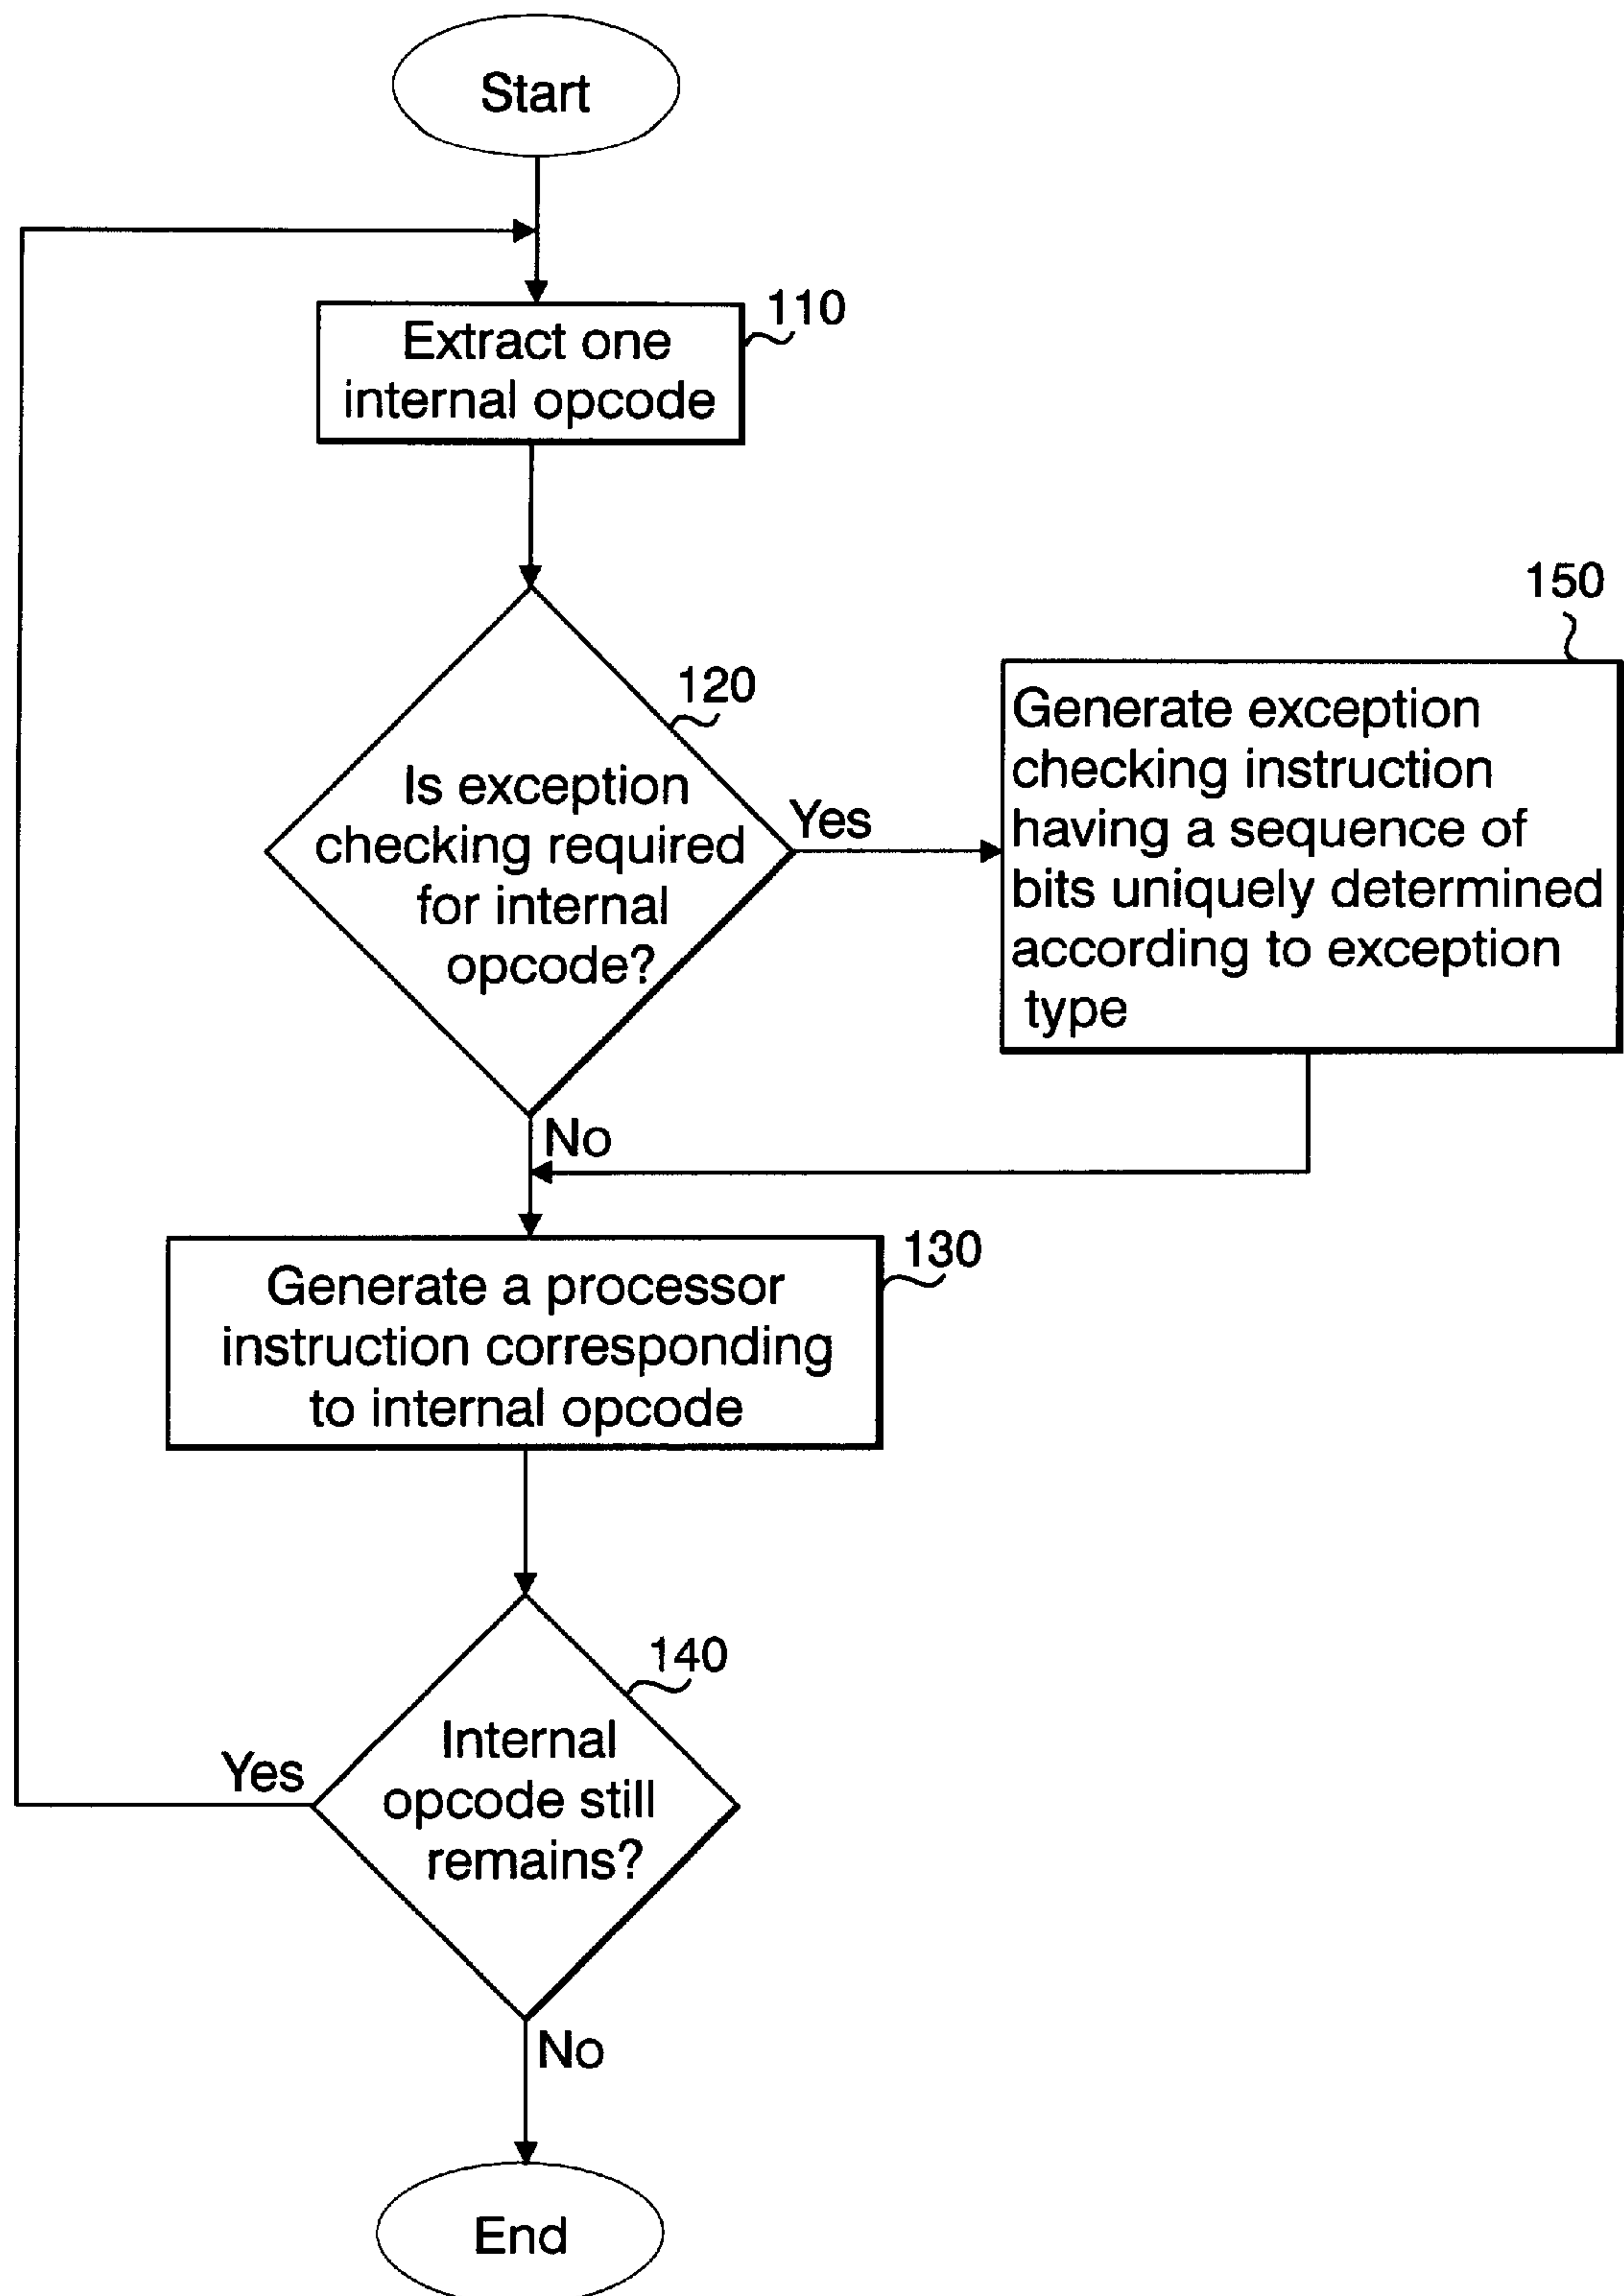 Start
110
Extract one
internal opcode
120
Is exception
checking required
for internal
opcode?
Yes
150
Generate exception
checking instruction
having a sequence of
bits uniquely determined
according to exception
type
No
130
Generate a processor
instruction corresponding
to internal opcode
140
Internal
opcode still
remains?
Yes
No
End